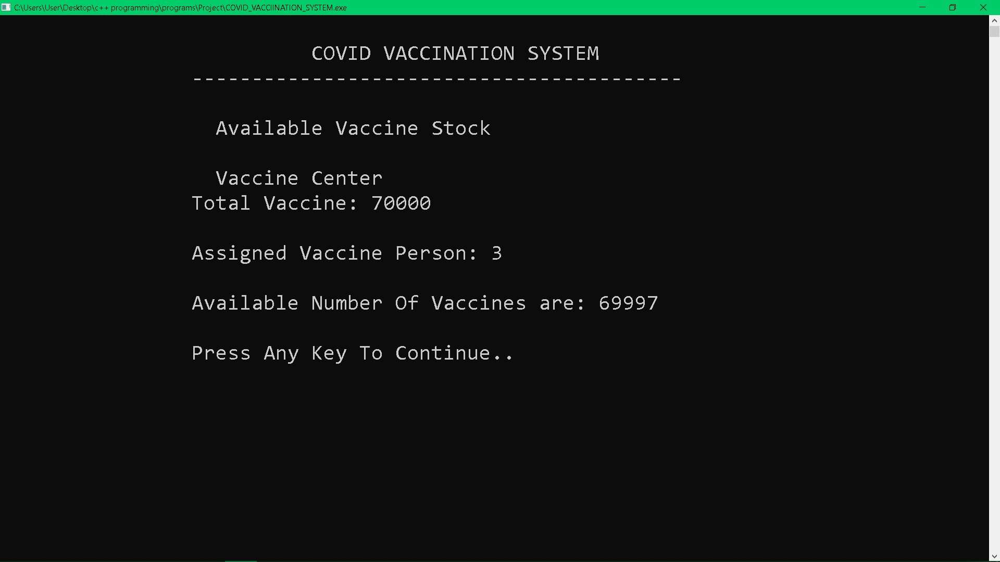 C:\Users\User\Desktop\c++ programming\programs\Project\COVID_VACCIINATION_SYSTEM.exe
COVID VACCINATION SYSTEM
-----------------------------------------
Available Vaccine Stock
Vaccine Center
Total Vaccine: 70000
Assigned Vaccine Person: 3
Available Number Of Vaccines are: 69997
Press Any Key To Continue..